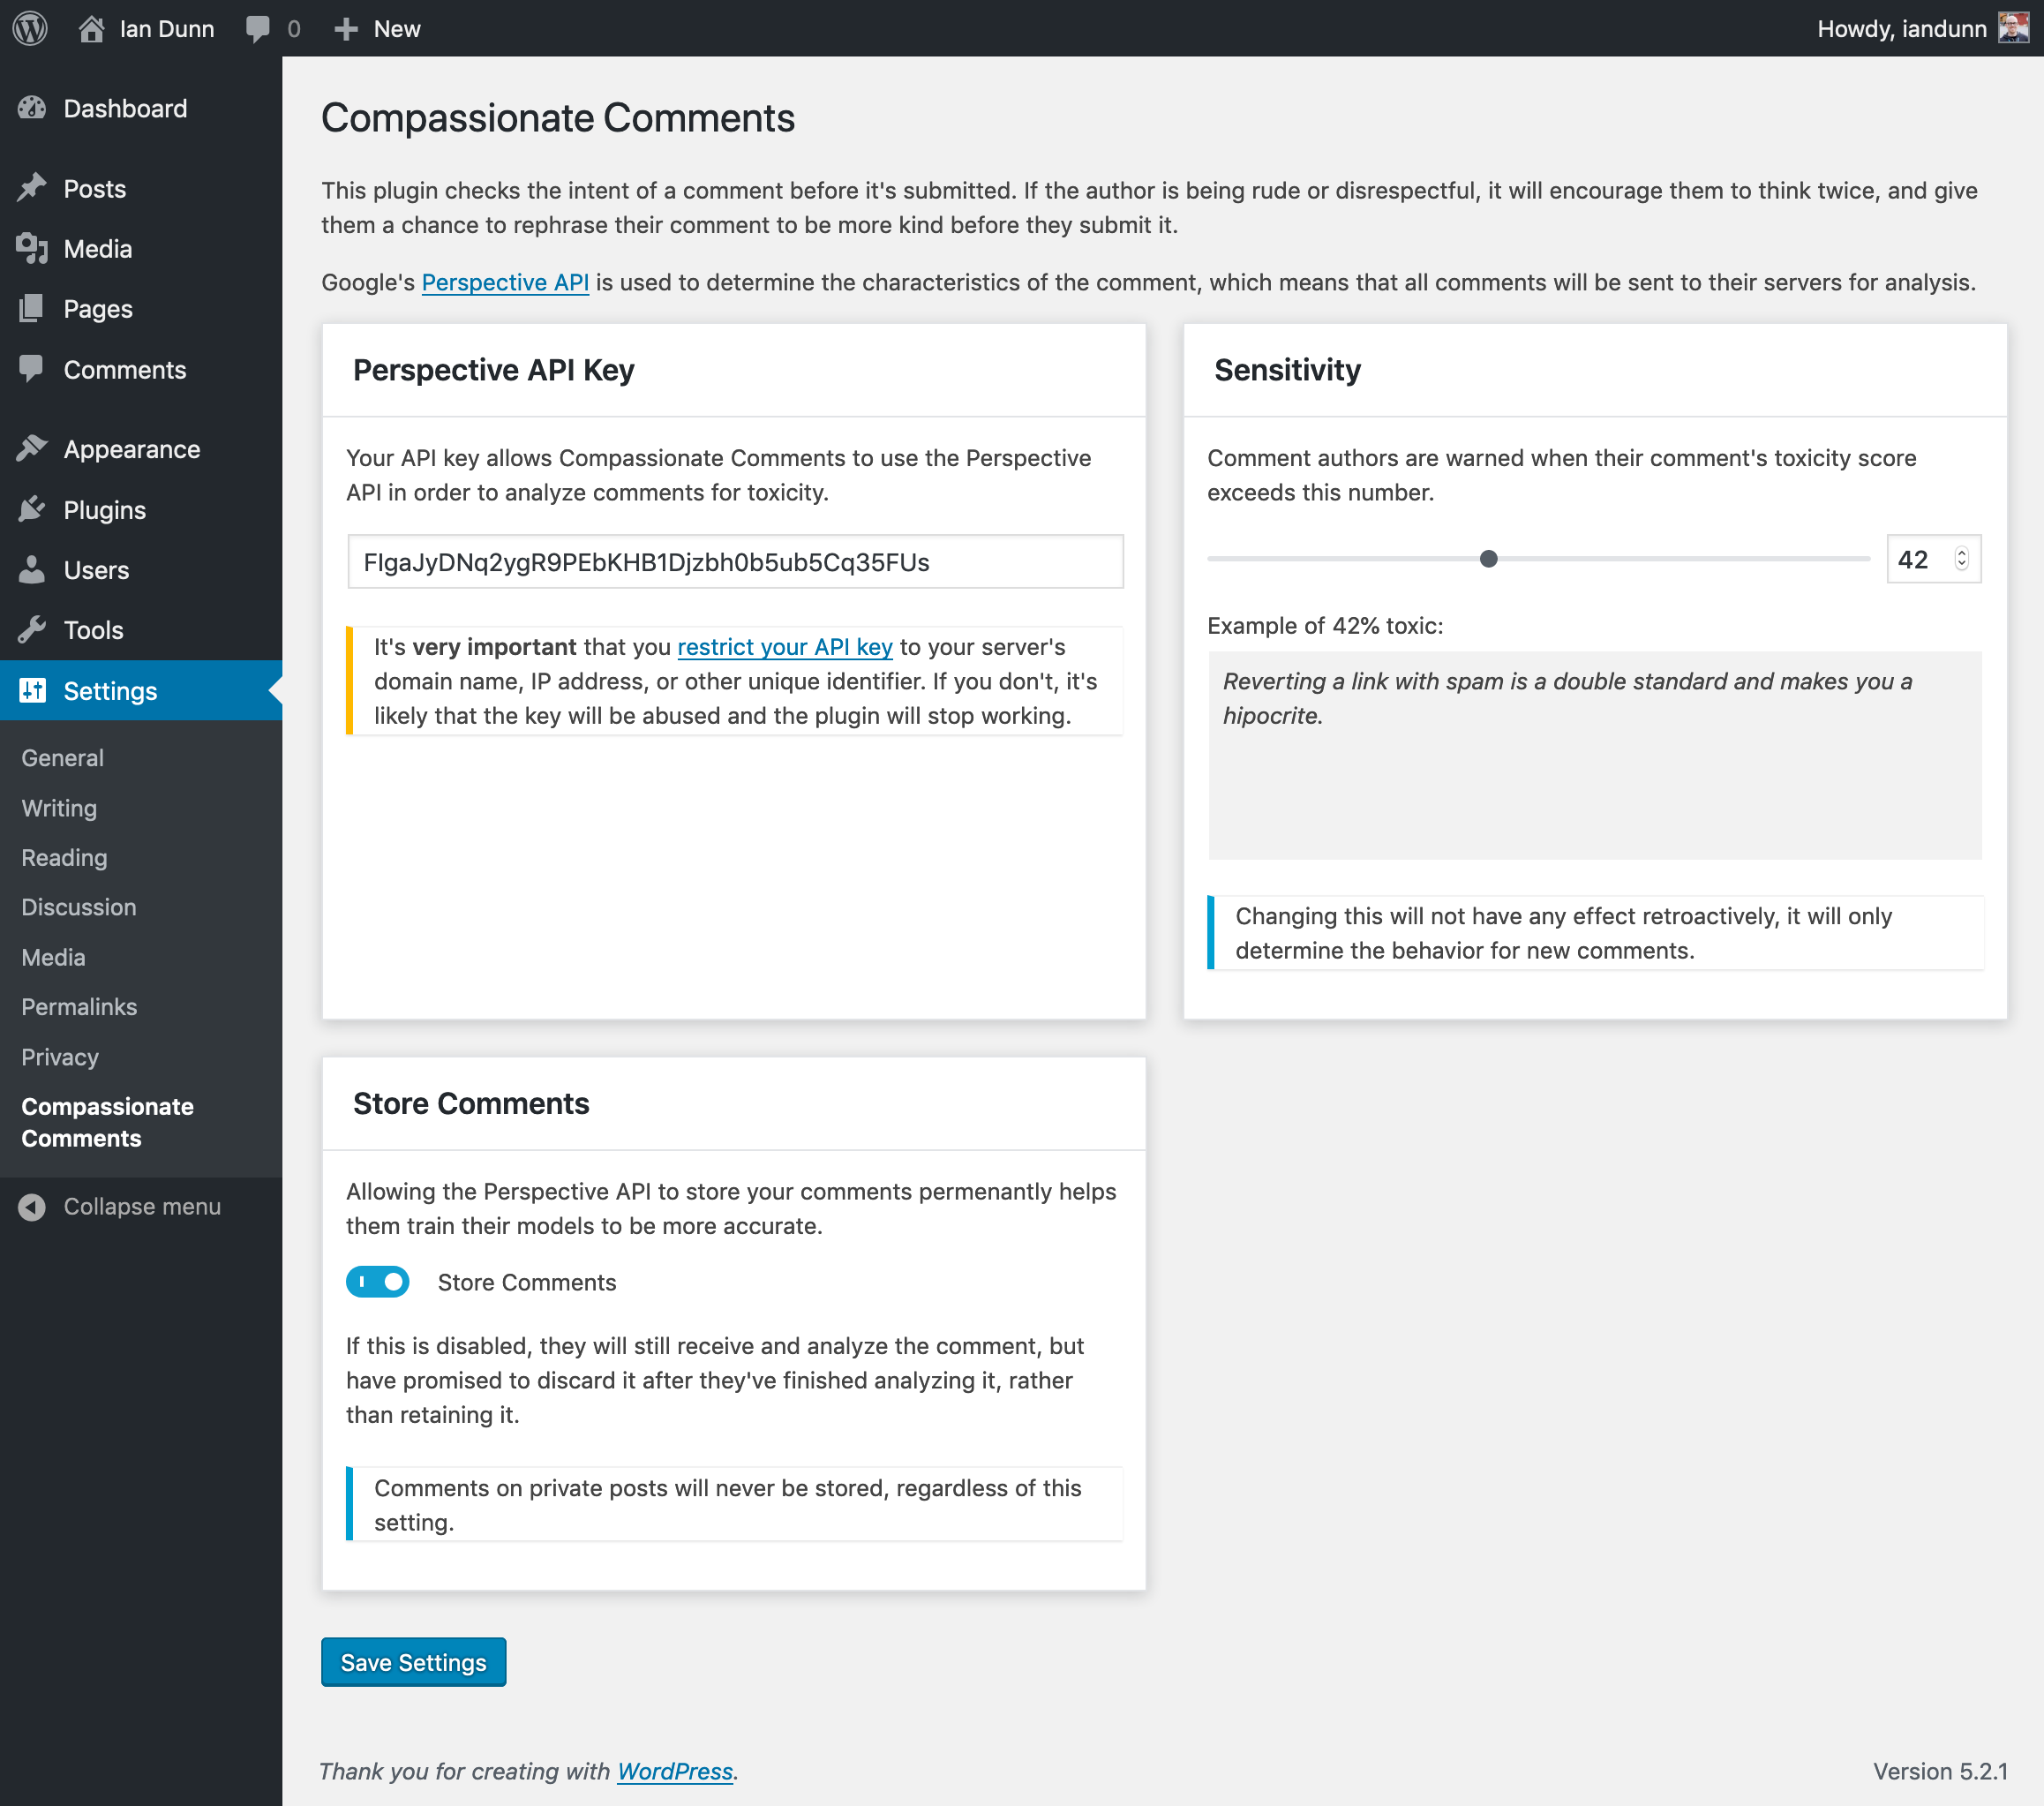 Ian Dunn 0 New Howdy, iandunn
Dashboard
Posts
Media
Pages
Comments
Appearance
Plugins
Users
Tools
Settings
General
Writing
Reading
Discussion
Media
Permalinks
Privacy
Compassionate
Comments
Collapse menu
Compassionate Comments
This plugin checks the intent of a comment before it's submitted. If the author is being rude or disrespectful, it will encourage them to think twice, and give
them a chance to rephrase their comment to be more kind before they submit it.
Google's Perspective API is used to determine the characteristics of the comment, which means that all comments will be sent to their servers for analysis.
Perspective API Key
Your API key allows Compassionate Comments to use the Perspective
API in order to analyze comments for toxicity.
FIgaJyDNq2ygR9PEbKHB1Djzbh0b5ub5Cq35FUs
It's very important that you restrict your API key to your server's
domain name, IP address, or other unique identifier. If you don't, it's
likely that the key will be abused and the plugin will stop working.
Sensitivity
Comment authors are warned when their comment's toxicity score
exceeds this number.
42
Example of 42% toxic:
Reverting a link with spam is a double standard and makes you a
hipocrite.
Changing this will not have any effect retroactively, it will only
determine the behavior for new comments.
Store Comments
Allowing the Perspective API to store your comments permenantly helps
them train their models to be more accurate.
Store Comments
If this is disabled, they will still receive and analyze the comment, but
have promised to discard it after they've finished analyzing it, rather
than retaining it.
Comments on private posts will never be stored, regardless of this
setting.
Save Settings
Thank you for creating with WordPress.
Version 5.2.1